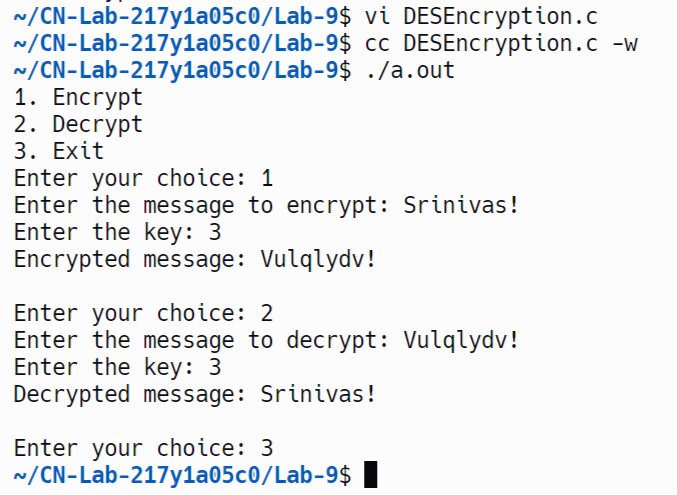 ~/CN-Lab-217y1a05c0/Lab-9$ vi DESEncryption.c
~/CN-Lab-217y1a05c0/Lab-9$ cc DESEncryption.c -w
~/CN-Lab-217y1a05c0/Lab-9$ ./a.out
1. Encrypt
2. Decrypt
3. Exit
Enter your choice: 1
Enter the message to encrypt: Srinivas!
Enter the key: 3
Encrypted message: Vulqlydv!

Enter your choice: 2
Enter the message to decrypt: Vulqlydv!
Enter the key: 3
Decrypted message: Srinivas!

Enter your choice: 3
~/CN-Lab-217y1a05c0/Lab-9$